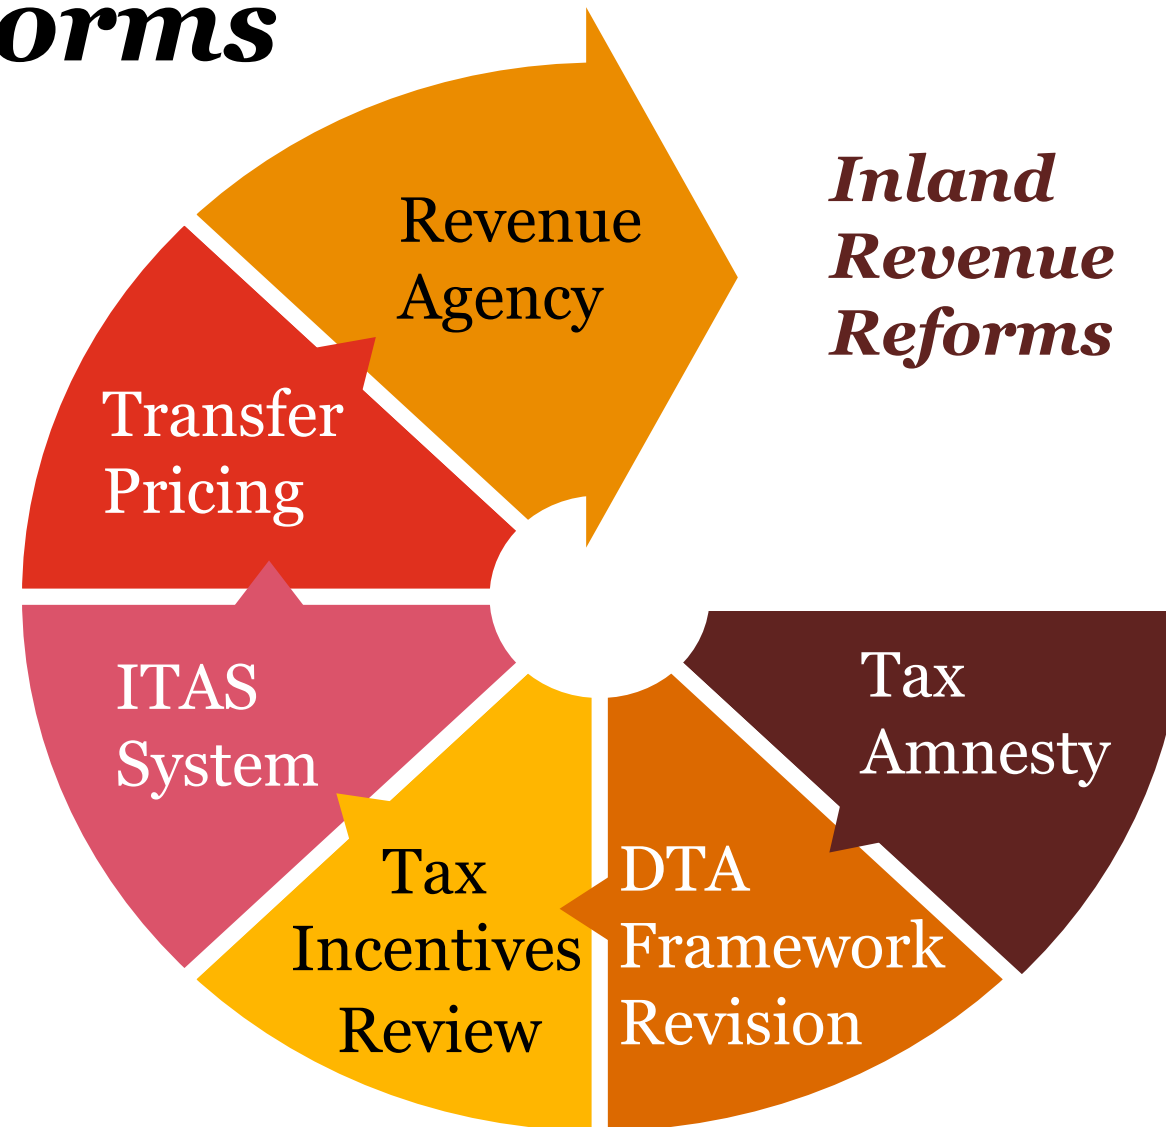 orms
Inland
Revenue
Reforms
Revenue
Agency
Transfer
Pricing
ITAS
System
Tax
Incentives
Review
DTA
Framework
Revision
Tax
Amnesty